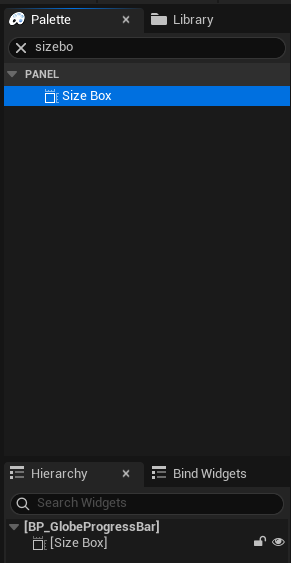 Palette × Library
sizebo
PANEL
Size Box
Hierarchy × Bind Widgets
Search Widgets
[BP_GlobeProgressBar]
[Size Box]